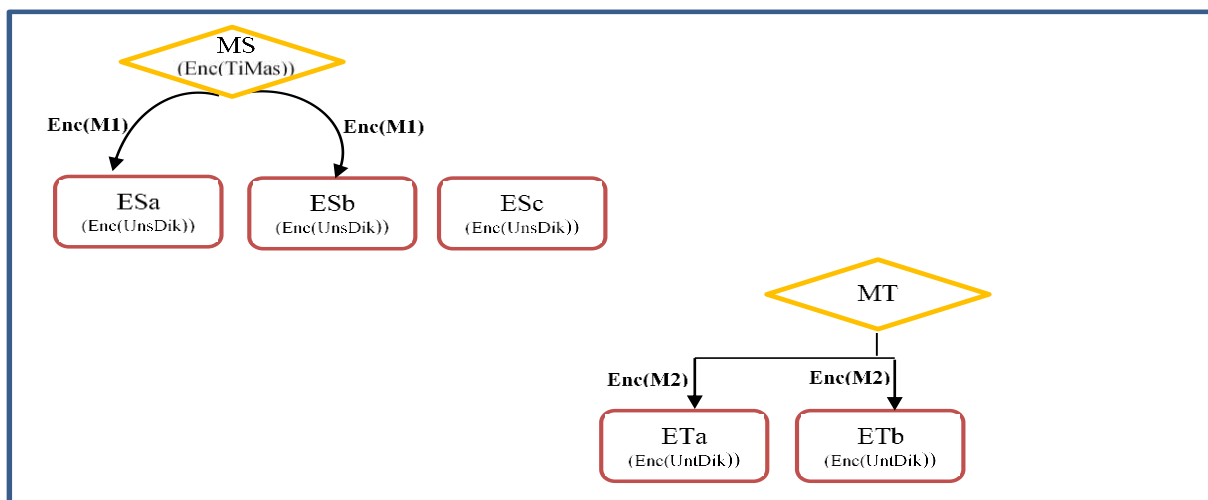 MS
(Enc(TiMas))
Enc(M1)
Enc(M1)
ESa
(Enc(UnsDik))
ESb
(Enc(UnsDik))
ESc
(Enc(UnsDik))
MT
Enc(M2)
Enc(M2)
ETa
(Enc(UntDik))
ETb
(Enc(UntDik))